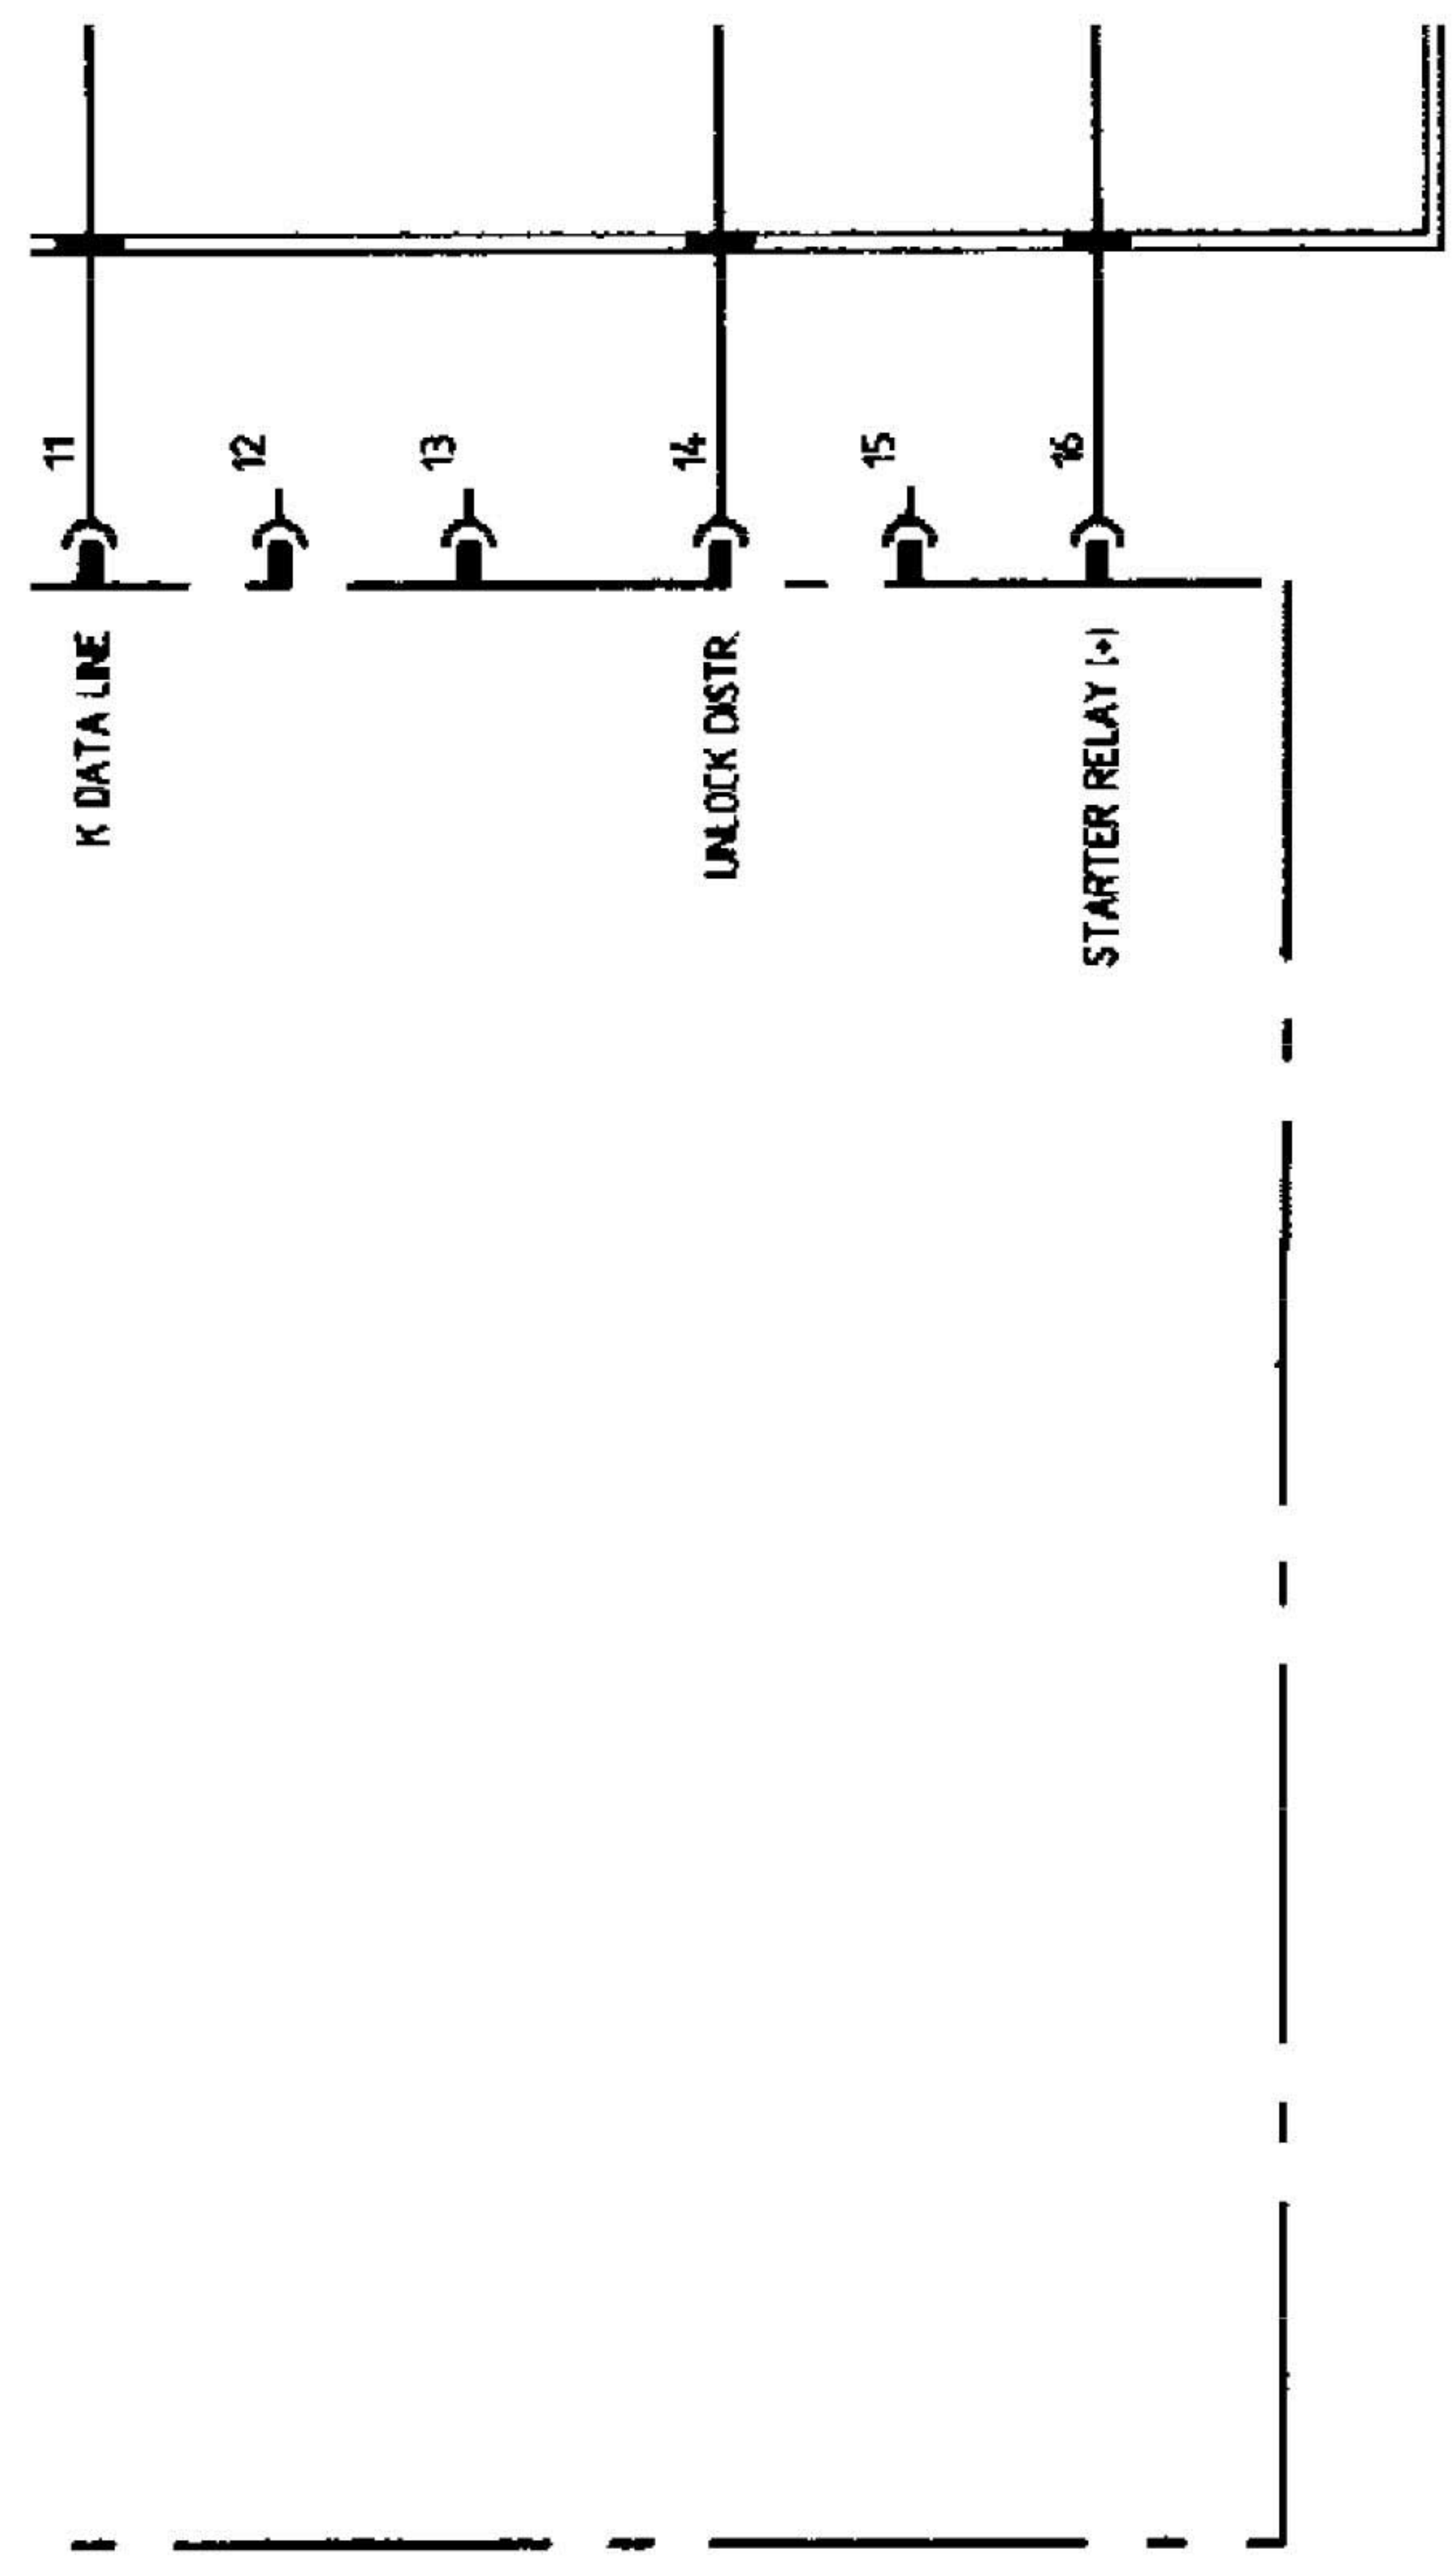 11
12
13
14
15
16
K DATA LINE
UNLOCK DISTR.
STARTER RELAY (+)